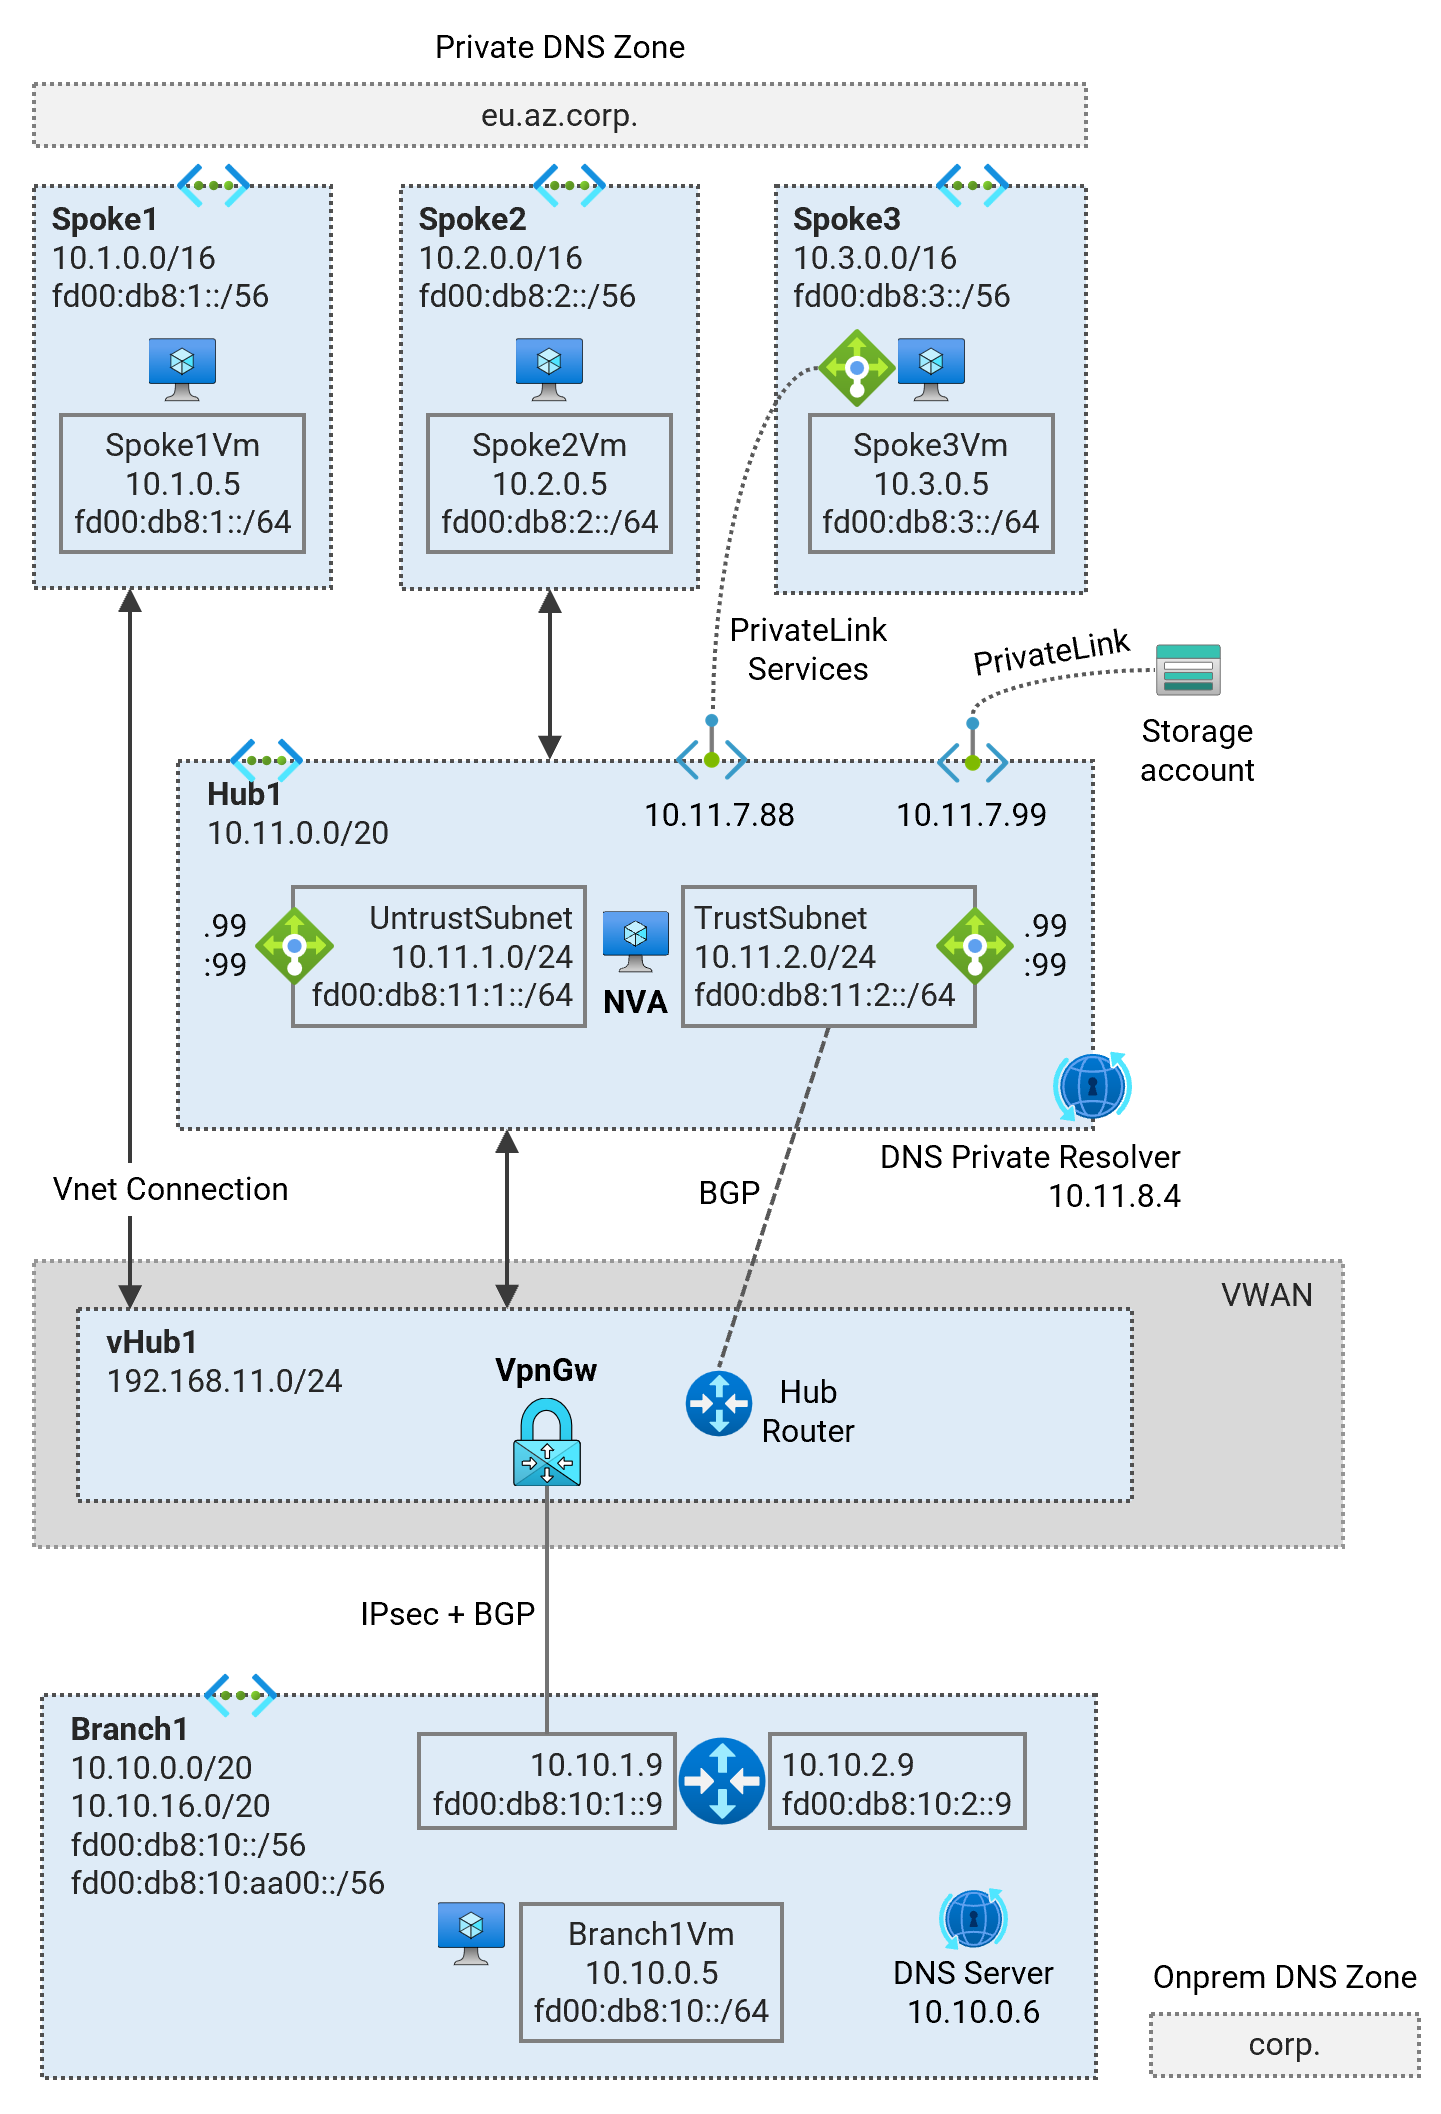 Private DNS Zone
eu.az.corp.
Spoke1
10.1.0.0/16
fd00:db8:1::/56
Spoke1Vm
10.1.0.5
fd00:db8:1::/64
Spoke2
10.2.0.0/16
fd00:db8:2::/56
Spoke2Vm
10.2.0.5
fd00:db8:2::/64
Spoke3
10.3.0.0/16
fd00:db8:3::/56
Spoke3Vm
10.3.0.5
fd00:db8:3::/64
PrivateLink
Services
PrivateLink
Storage
account
Hub1
10.11.0.0/20
10.11.7.88
10.11.7.99
.99
:99
UntrustSubnet
10.11.1.0/24
fd00:db8:11:1::/64
NVA
TrustSubnet
10.11.2.0/24
fd00:db8:11:2::/64
.99
:99
DNS Private Resolver
10.11.8.4
Vnet Connection
BGP
VWAN
vHub1
192.168.11.0/24
VpnGw
Hub
Router
IPsec + BGP
Branch1
10.10.0.0/20
10.10.16.0/20
fd00:db8:10::/56
fd00:db8:10:aa00::/56
10.10.1.9
fd00:db8:10:1::9
10.10.2.9
fd00:db8:10:2::9
Branch1Vm
10.10.0.5
fd00:db8:10::/64
DNS Server
10.10.0.6
Onprem DNS Zone
corp.